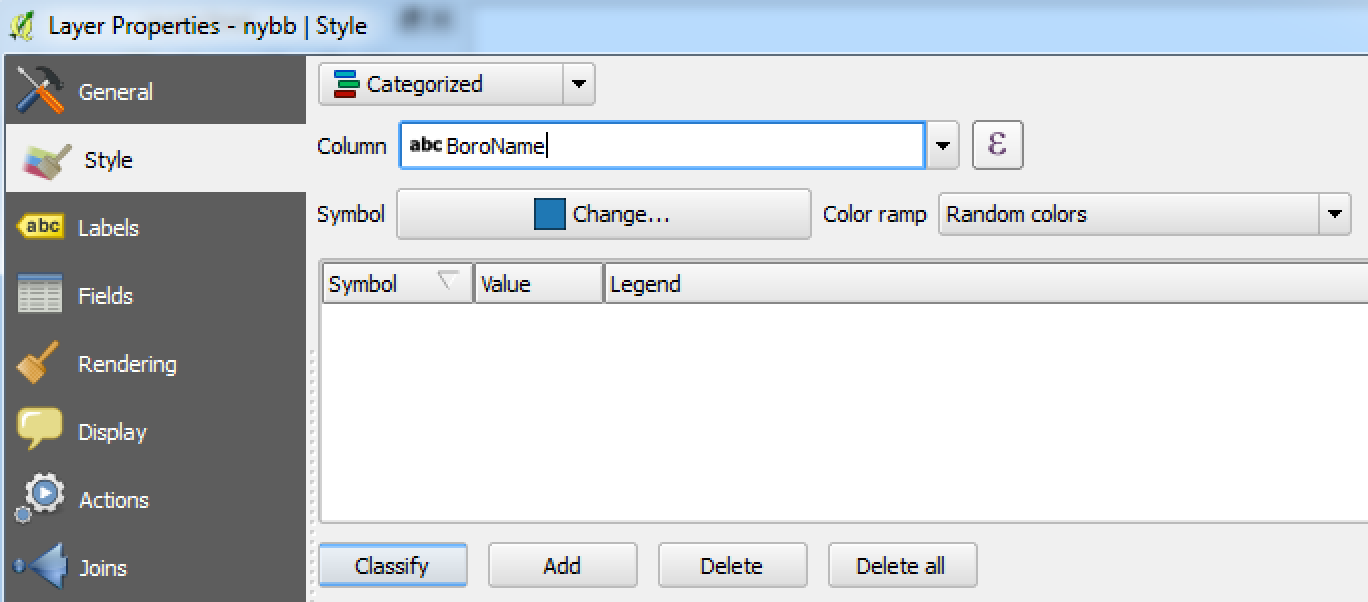 Layer Properties - nybb | Style
General
Style
abc Labels
Fields
Rendering
Display
Actions
Joins
Categorized
Column abc BoroName ε
Symbol Change... Color ramp Random colors
Symbol Value Legend
Classify Add Delete Delete all